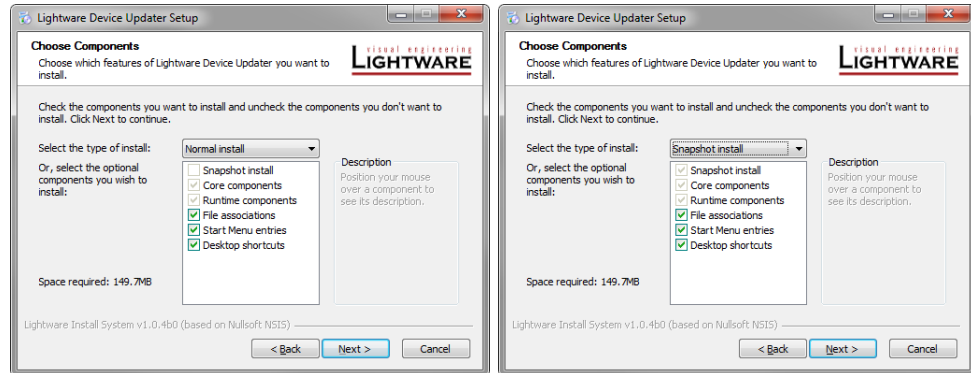 Lightware Device Updater Setup
Choose Components
Choose which features of Lightware Device Updater you want to
install.
visual engineering
LIGHTWARE
Check the components you want to install and uncheck the components you don't want to
install. Click Next to continue.
Select the type of install:
Normal install
Or, select the optional
components you wish to
install:
Snapshot install
Core components
Runtime components
File associations
Start Menu entries
Desktop shortcuts
Description
Position your mouse
over a component to
see its description.
Space required: 149.7MB
Lightware Install System v1.0.4b0 (based on Nullsoft NSIS)
< Back
Next >
Cancel
Lightware Device Updater Setup
Choose Components
Choose which features of Lightware Device Updater you want to
install.
visual engineering
LIGHTWARE
Check the components you want to install and uncheck the components you don't want to
install. Click Next to continue.
Select the type of install:
Snapshot install
Or, select the optional
components you wish to
install:
Snapshot install
Core components
Runtime components
File associations
Start Menu entries
Desktop shortcuts
Description
Position your mouse
over a component to
see its description.
Space required: 149.7MB
Lightware Install System v1.0.4b0 (based on Nullsoft NSIS)
< Back
Next >
Cancel